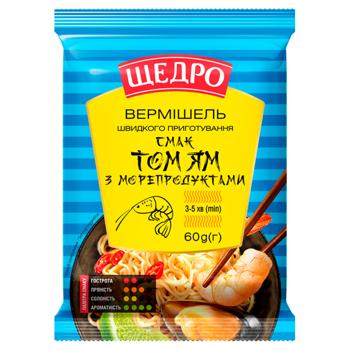 ЩЕДРО
ВЕРМІШЕЛЬ
ШВИДКОГО ПРИГОТУВАННЯ
СМАК
ТОМ ЯМ
З МОРЕПРОДУКТАМИ
3-5 хв (min)
60g(г)
ГОСТРОТА
ПРЯНІСТЬ
СОЛОНІСТЬ
АРОМАТНІСТЬ